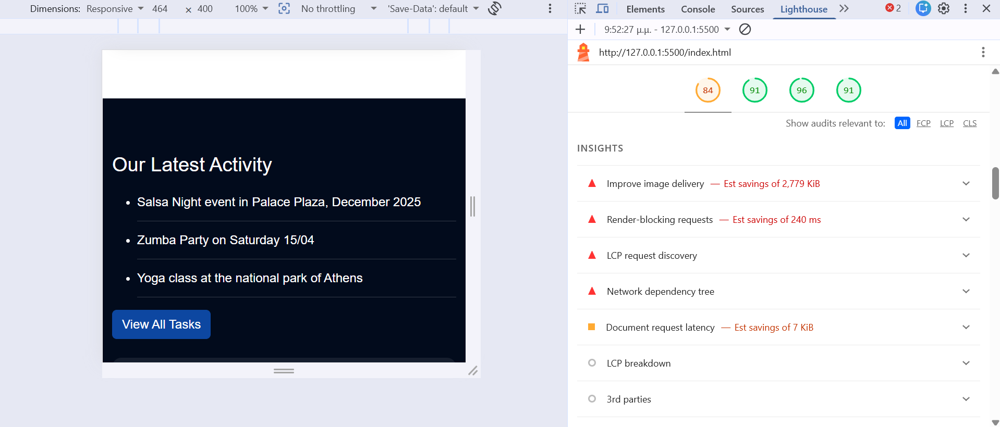 Dimensions: Responsive 464 × 400 100% No throttling 'Save-Data': default
Elements Console Sources Lighthouse 2
9:52:27 μ.μ. - 127.0.0.1:5500
http://127.0.0.1:5500/index.html
84 91 96 91
Show audits relevant to: All FCP LCP CLS
INSIGHTS
Improve image delivery — Est savings of 2,779 KiB
Render-blocking requests — Est savings of 240 ms
LCP request discovery
Network dependency tree
Document request latency — Est savings of 7 KiB
LCP breakdown
3rd parties
Our Latest Activity
Salsa Night event in Palace Plaza, December 2025
Zumba Party on Saturday 15/04
Yoga class at the national park of Athens
View All Tasks